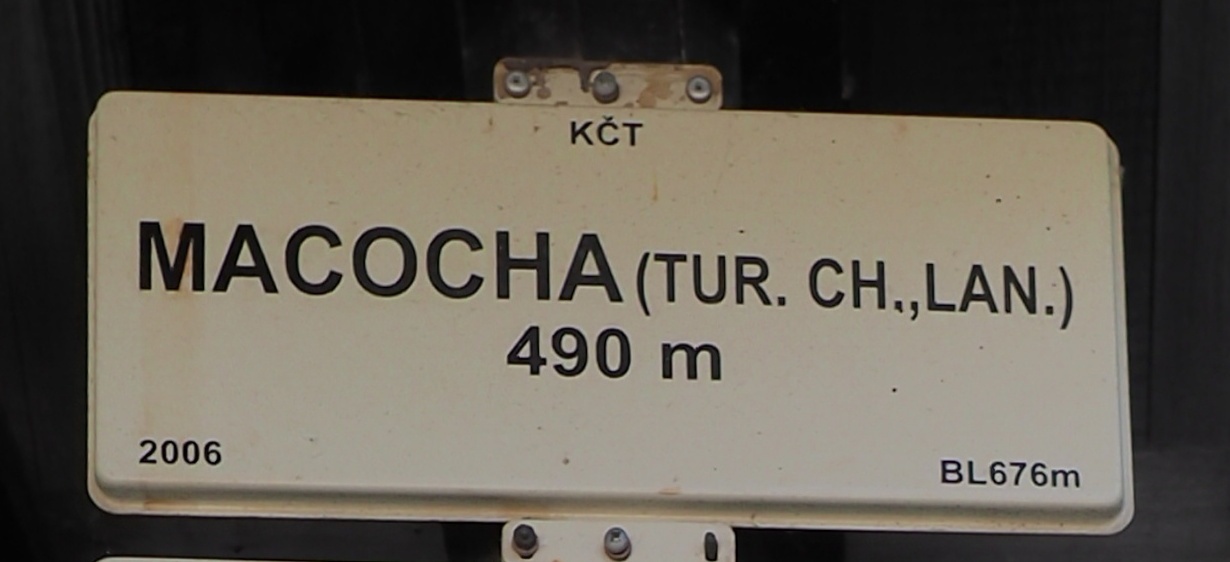 KČT
MACOCHA (TUR. CH.,LAN.)
490 m
2006
BL676m